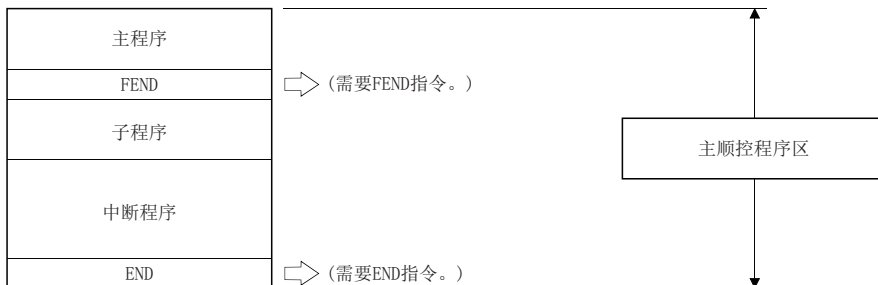 主程序
FEND
(需要FEND指令。)
子程序
主顺控程序区
中断程序
END
(需要END指令。)